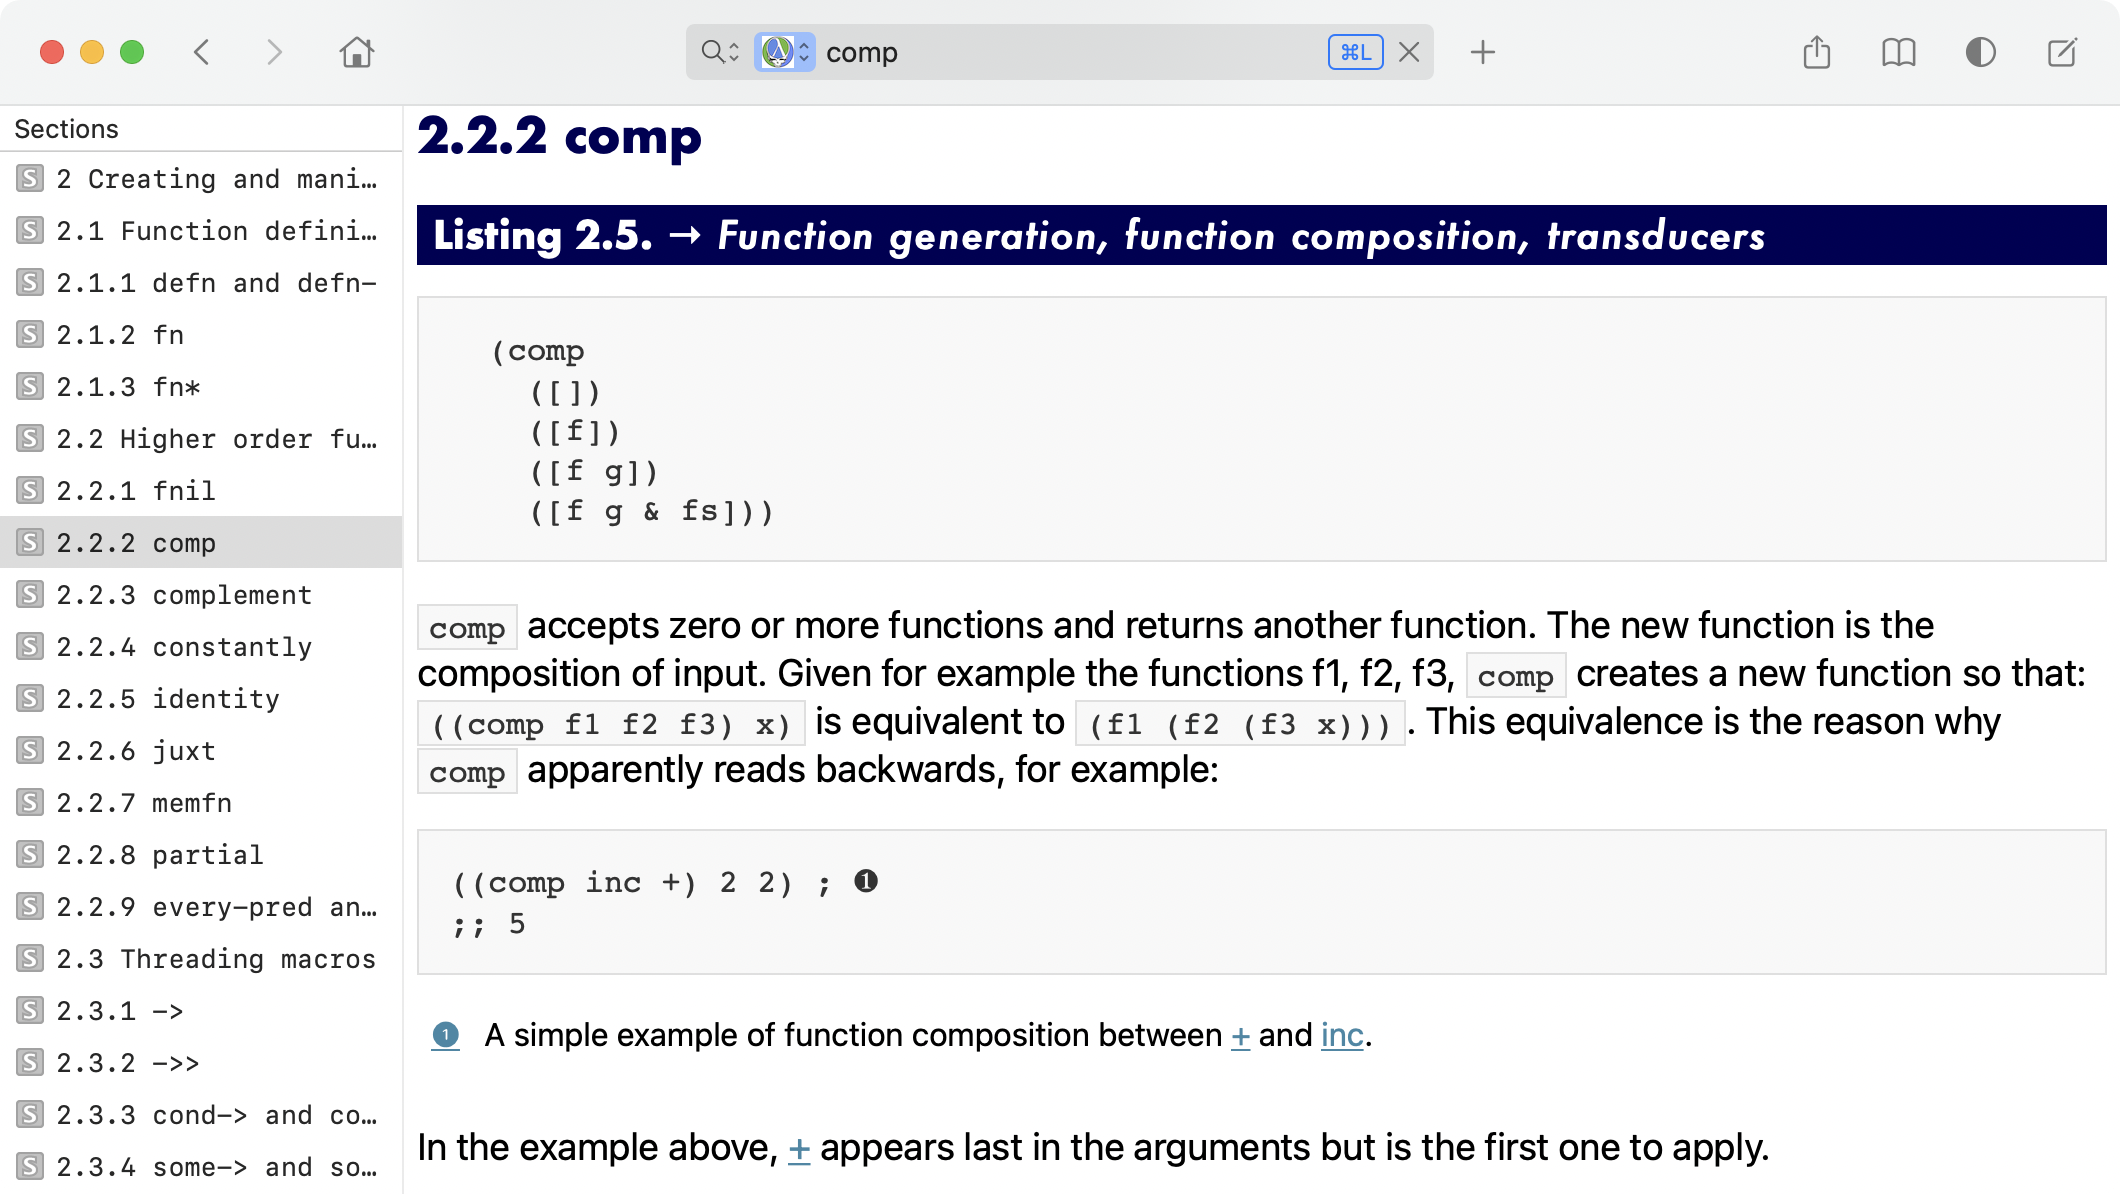 comp
⌘L
Sections
2 Creating and mani…
2.1 Function defini…
2.1.1 defn and defn-
2.1.2 fn
2.1.3 fn*
2.2 Higher order fu…
2.2.1 fnil
2.2.2 comp
2.2.3 complement
2.2.4 constantly
2.2.5 identity
2.2.6 juxt
2.2.7 memfn
2.2.8 partial
2.2.9 every-pred an…
2.3 Threading macros
2.3.1 ->
2.3.2 ->>
2.3.3 cond-> and co…
2.3.4 some-> and so…
2.2.2 comp
Listing 2.5. → Function generation, function composition, transducers
(comp
([])
([f])
([f g])
([f g & fs]))
comp accepts zero or more functions and returns another function. The new function is the
composition of input. Given for example the functions f1, f2, f3, comp creates a new function so that:
((comp f1 f2 f3) x) is equivalent to (f1 (f2 (f3 x))). This equivalence is the reason why
comp apparently reads backwards, for example:
((comp inc +) 2 2) ; ❶
;; 5
❶ A simple example of function composition between + and inc.
In the example above, + appears last in the arguments but is the first one to apply.